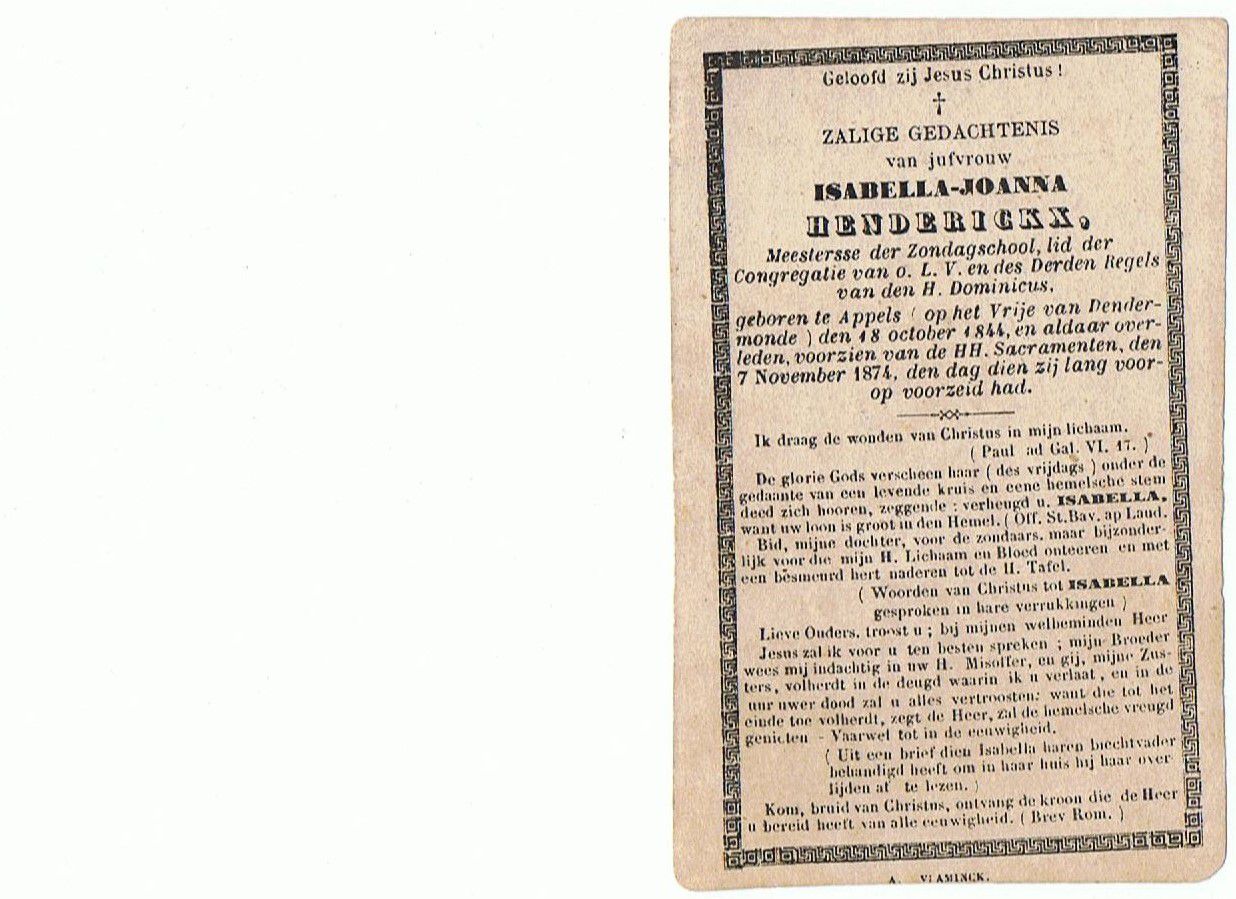 Geloofd zij Jesus Christus !
†
ZALIGE GEDACHTENIS
van jufvrouw
ISABELLA-JOANNA
HENDERICKX,
Meestersse der Zondagschool, lid der
Congregatie van O. L. V. en des Derden Regels
van den H. Dominicus.
geboren te Appels ( op het Vrije van Dender-
monde ) den 18 october 1844, en aldaar over-
leden, voorzien van de HH. Sacramenten, den
7 November 1874, den dag dien zij lang voor-
op voorzeid had.
Ik draag de wonden van Christus in mijn lichaam.
( Paul ad Gal. VI. 17. )
De glorie Gods verscheen haar ( des vrijdags ) onder de
gedaante van een levende kruis en eene hemelsche stem
deed zich hooren, zeggende : verheugd u. ISABELLA,
want uw loon is groot in den Hemel. ( Off. St. Bav. ap Laud.
Bid, mijne dochter, voor de zondaars. maar bijzonder-
lijk voor die mijn H. Lichaam en Bloed onteeren en met
een besmeurd hert naderen tot de H. Tafel.
( Woorden van Christus tot ISABELLA
gesproken in hare verrukkingen )
Lieve Ouders. troost u ; bij mijnen welbeminden Heer
Jesus zal ik voor u ten besten spreken ; mijn Broeder
wees mij indachtig in uw H. Misoffer, en gij, mijne Zus-
ters, volherdt in de deugd waarin ik u verlaat, en in de
uur uwer dood zal u alles vertroosten: want die tot het
einde toe volherdt, zegt de Heer, zal de hemelsche vreugd
genieten - Vaarwel tot in de eeuwigheid.
( Uit een brief dien Isabella haren biechtvader
behandigd heeft om in haar huis bij haar over
lijden af te lezen. )
Kom, bruid van Christus, ontvang de kroon die de Heer
u bereid heeft van alle eeuwigheid. ( Brev Rom. )
A. VLAMINCK.